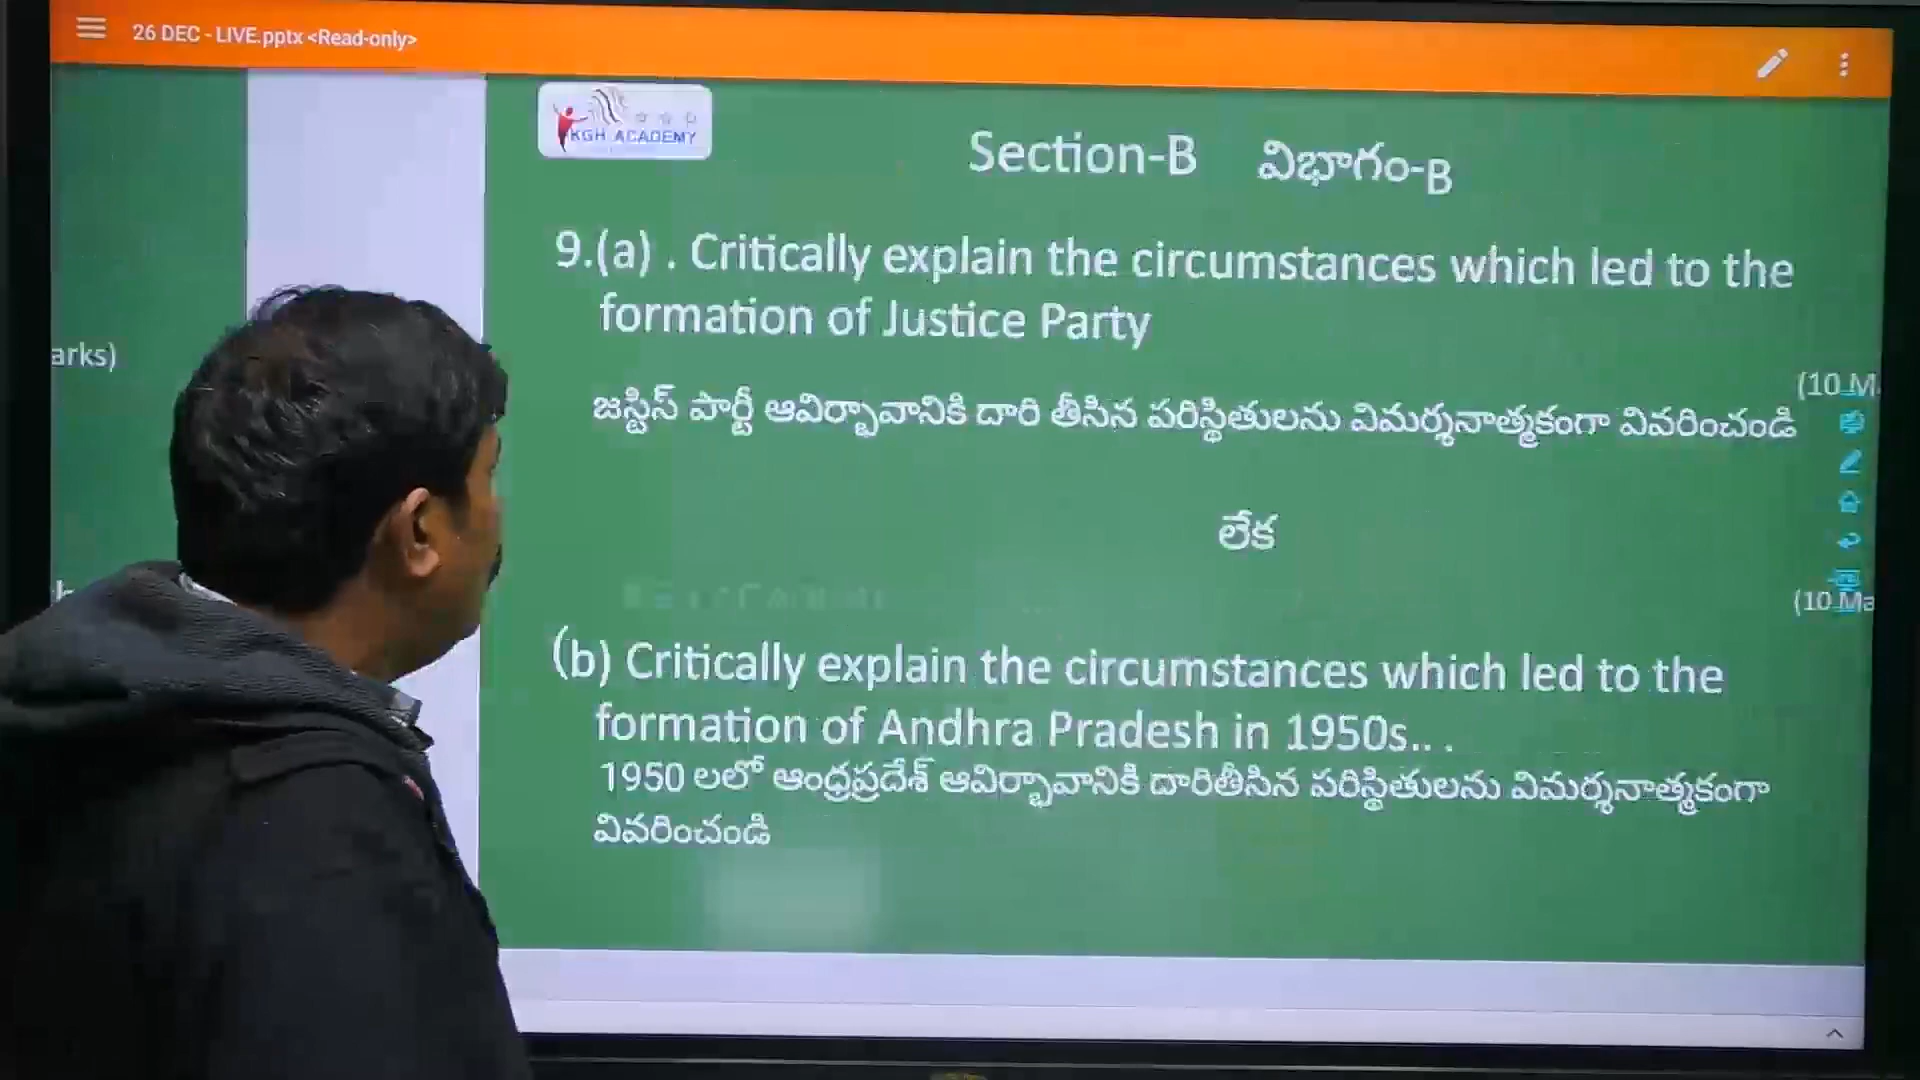 26 DEC - LIVE.pptx <Read-only>
KGH ACADEMY
Section-B విభాగం-B
9.(a) . Critically explain the circumstances which led to the
formation of Justice Party
arks)
(10 M
జస్టిస్ పార్టీ ఆవిర్భావానికి దారి తీసిన పరిస్థితులను విమర్శనాత్మకంగా వివరించండి
లేక
(10 Ma
(b) Critically explain the circumstances which led to the
formation of Andhra Pradesh in 1950s.. .
1950 లలో ఆంధ్రప్రదేశ్ ఆవిర్భావానికి దారితీసిన పరిస్థితులను విమర్శనాత్మకంగా
వివరించండి